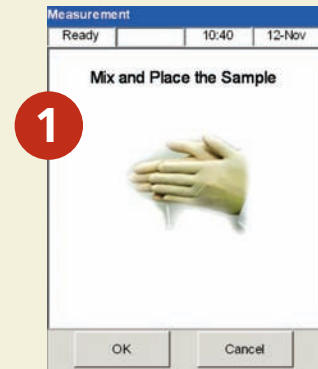 Measurement
Ready 10:40 12-Nov
Mix and Place the Sample
1
OK Cancel